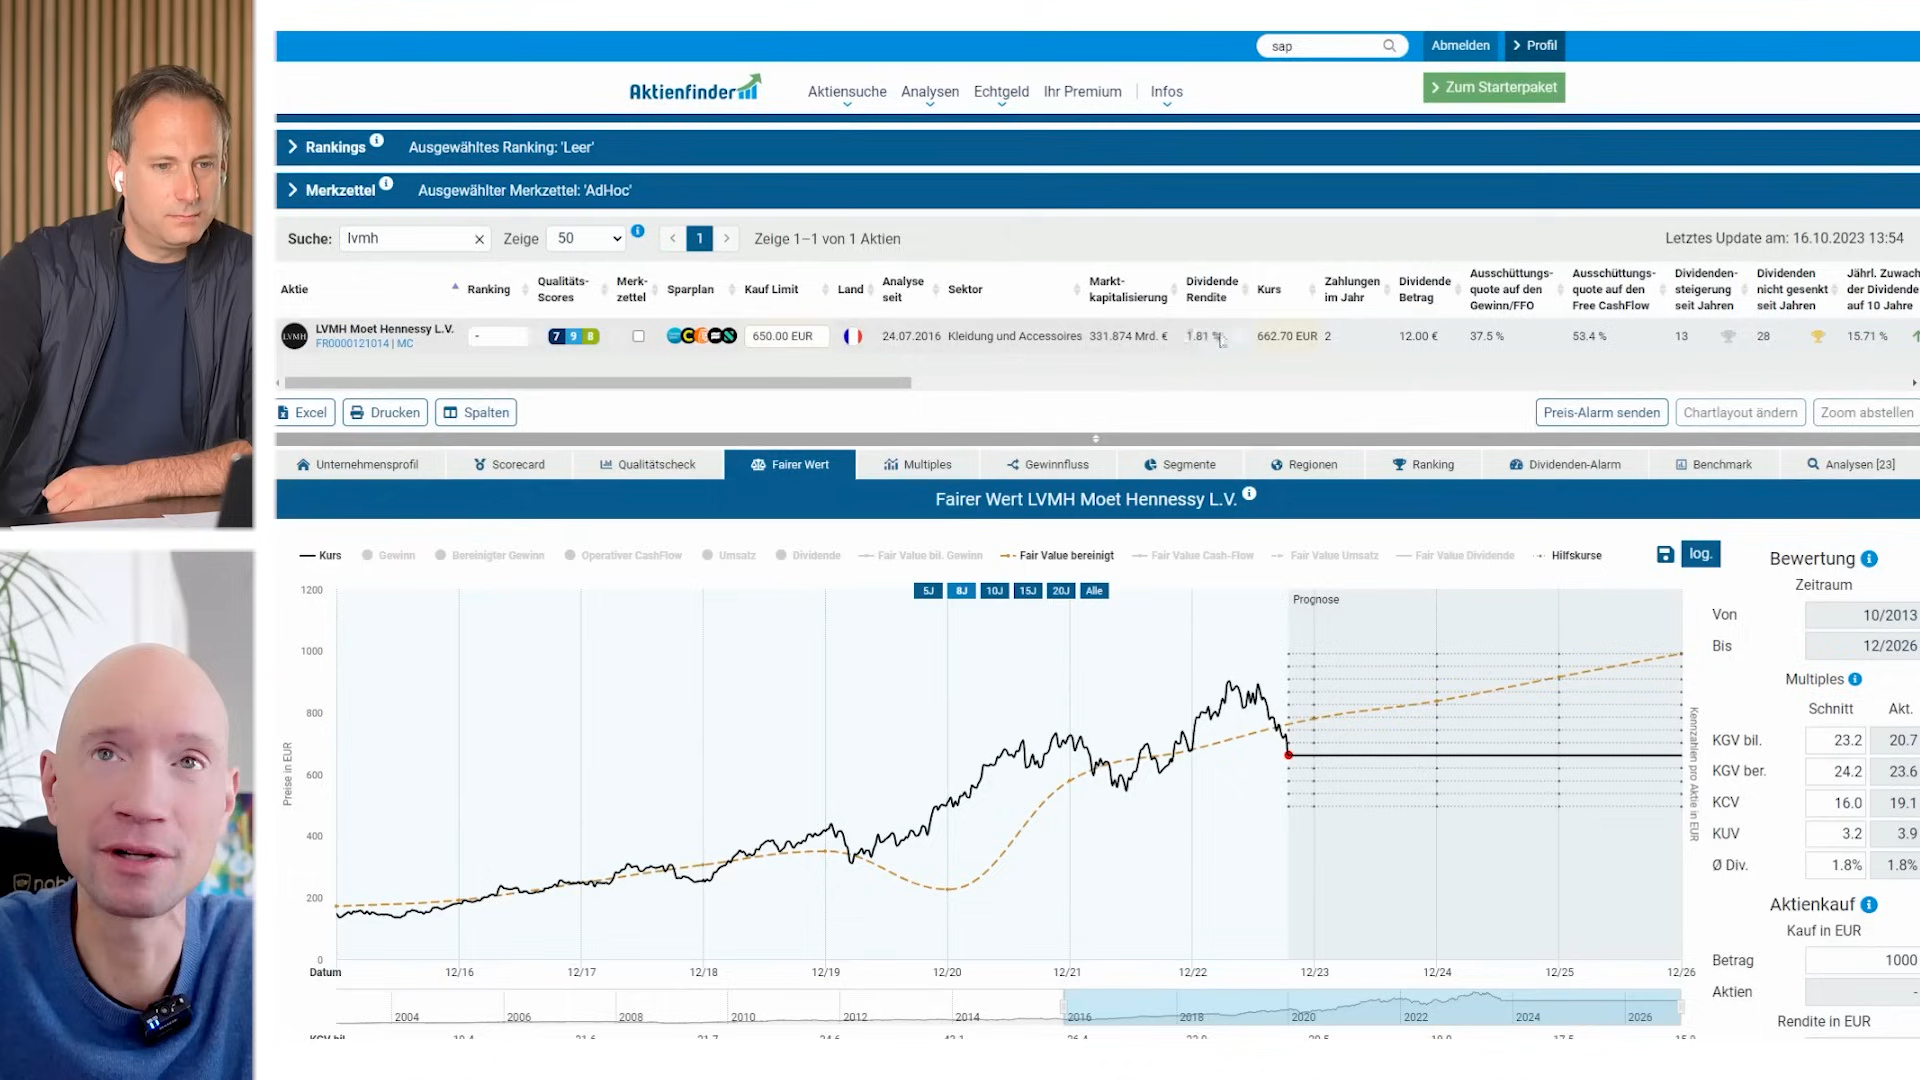 sap
Abmelden
Profil
Aktienfinder
Aktiensuche
Analysen
Echtgeld
Ihr Premium
Infos
Zum Starterpaket
Rankings
Ausgewähltes Ranking: 'Leer'
Merkzettel
Ausgewählter Merkzettel: 'AdHoc'
Suche: lvmh
Zeige 50
1
Zeige 1–1 von 1 Aktien
Letztes Update am: 16.10.2023 13:54
Aktie
Ranking
Qualitäts-
Scores
Merk-
zettel
Sparplan
Kauf Limit
Land
Analyse
seit
Sektor
Markt-
kapitalisierung
Dividende
Rendite
Kurs
Zahlungen
im Jahr
Dividende
Betrag
Ausschüttungs-
quote auf den
Gewinn/FFO
Ausschüttungs-
quote auf den
Free CashFlow
Dividenden-
steigerung
seit Jahren
Dividenden
nicht gesenkt
seit Jahren
Jährl. Zuwach
der Dividende
auf 10 Jahre
LVMH
LVMH Moet Hennessy L.V.
FR0000121014 | MC
-
7 9 8
650.00 EUR
24.07.2016
Kleidung und Accessoires
331.874 Mrd. €
1.81 %
662.70 EUR
2
12.00 €
37.5 %
53.4 %
13
28
15.71 %
Excel
Drucken
Spalten
Preis-Alarm senden
Chartlayout ändern
Zoom abstellen
Unternehmensprofil
Scorecard
Qualitätscheck
Fairer Wert
Multiples
Gewinnfluss
Segmente
Regionen
Ranking
Dividenden-Alarm
Benchmark
Analysen [23]
Fairer Wert LVMH Moet Hennessy L.V.
Kurs
Gewinn
Bereinigter Gewinn
Operativer CashFlow
Umsatz
Dividende
Fair Value bil. Gewinn
Fair Value bereinigt
Fair Value Cash-Flow
Fair Value Umsatz
Fair Value Dividende
Hilfskurse
log.
5J 8J 10J 15J 20J Alle
Prognose
1200
1000
800
600
400
200
0
Preise in EUR
Kennzahlen pro Aktie in EUR
Datum 12/16 12/17 12/18 12/19 12/20 12/21 12/22 12/23 12/24 12/25 12/26
2004 2006 2008 2010 2012 2014 2016 2018 2020 2022 2024 2026
Bewertung
Zeitraum
Von 10/2013
Bis 12/2026
Multiples
Schnitt Akt.
KGV bil. 23.2 20.7
KGV ber. 24.2 23.6
KCV 16.0 19.1
KUV 3.2 3.9
Ø Div. 1.8% 1.8%
Aktienkauf
Kauf in EUR
Betrag 1000
Aktien -
Rendite in EUR